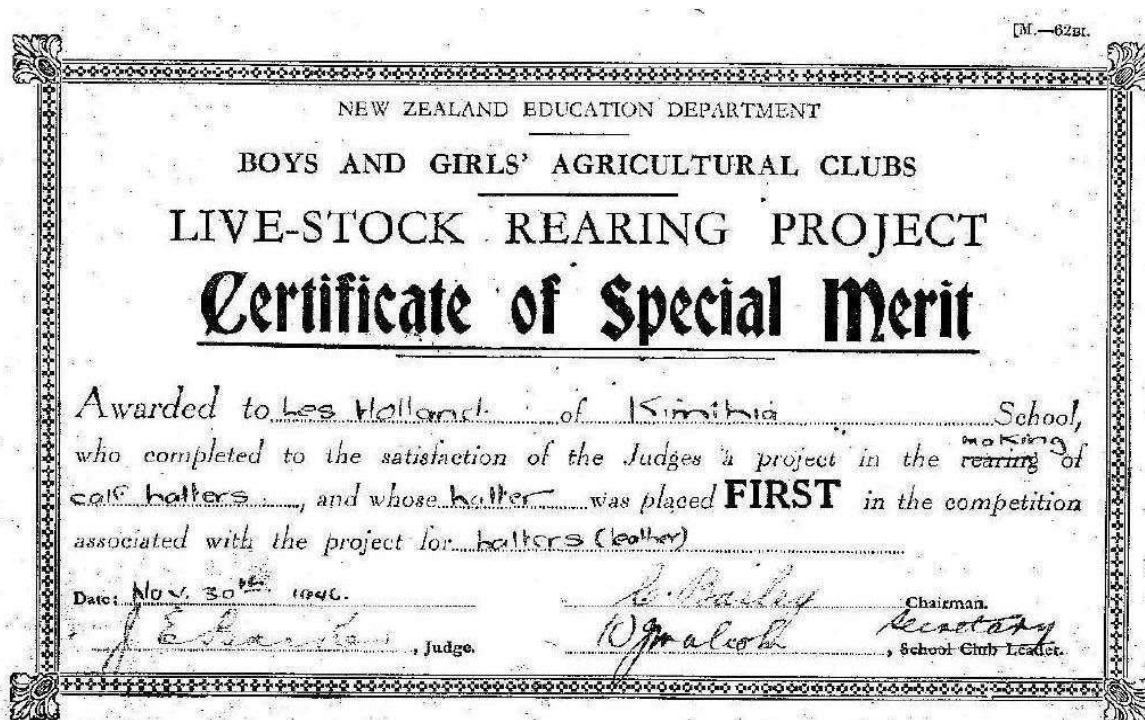 [M.—62BI.
NEW ZEALAND EDUCATION DEPARTMENT
BOYS AND GIRLS' AGRICULTURAL CLUBS
LIVE-STOCK REARING PROJECT
Certificate of Special Merit
Awarded to Les Holland. of Kimihia School,
making
who completed to the satisfaction of the Judges a project in the rearing of
calf halters, and whose halter was placed FIRST in the competition
associated with the project for halters (leather)
Date: Nov. 30th 1946. Bailey Chairman.
J E , Judge. , School Club Leader.
Secretary